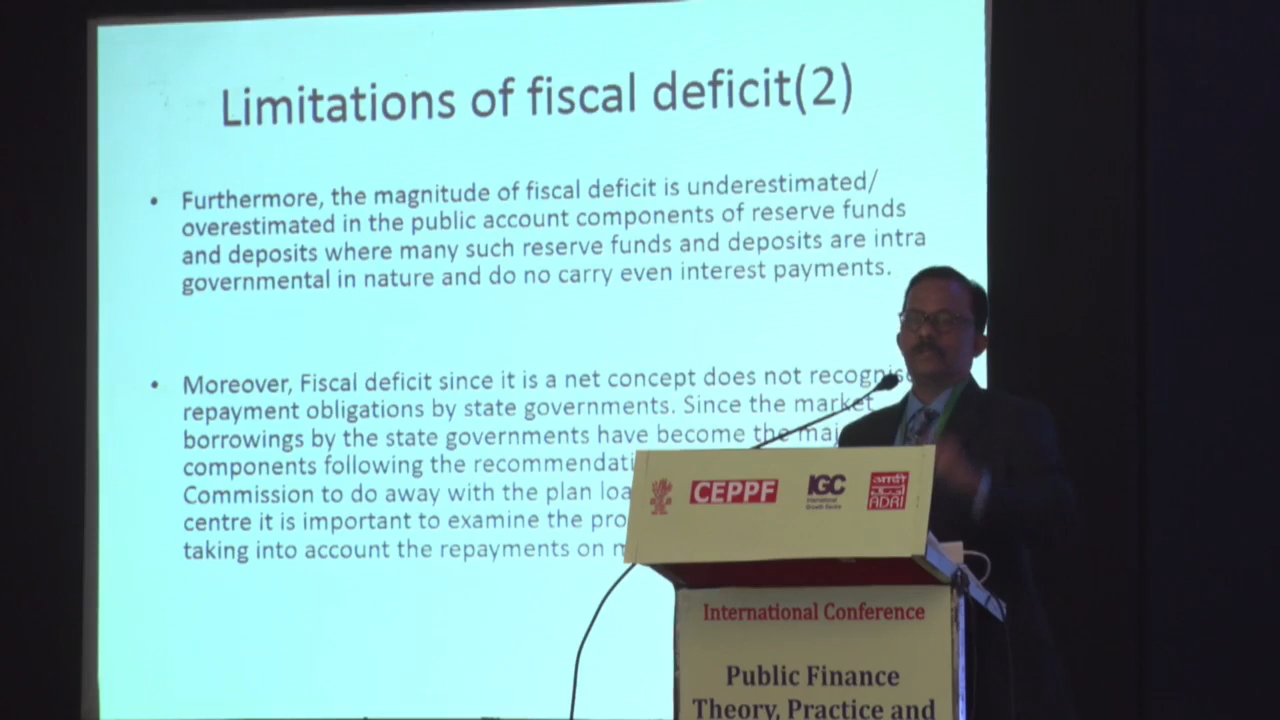 Limitations of fiscal deficit(2)
• Furthermore, the magnitude of fiscal deficit is underestimated/
overestimated in the public account components of reserve funds
and deposits where many such reserve funds and deposits are intra
governmental in nature and do no carry even interest payments.
• Moreover, Fiscal deficit since it is a net concept does not
repayment obligations by state governments. Since the market
borrowings by the state governments have become the
components following the
Commission to do away with the plan
centre it is important to examine the
taking into account the repayments on
CEPPF
IGC
International
Growth Centre
आद्री
ADRI
International Conference
Public Finance
Theory, Practice and